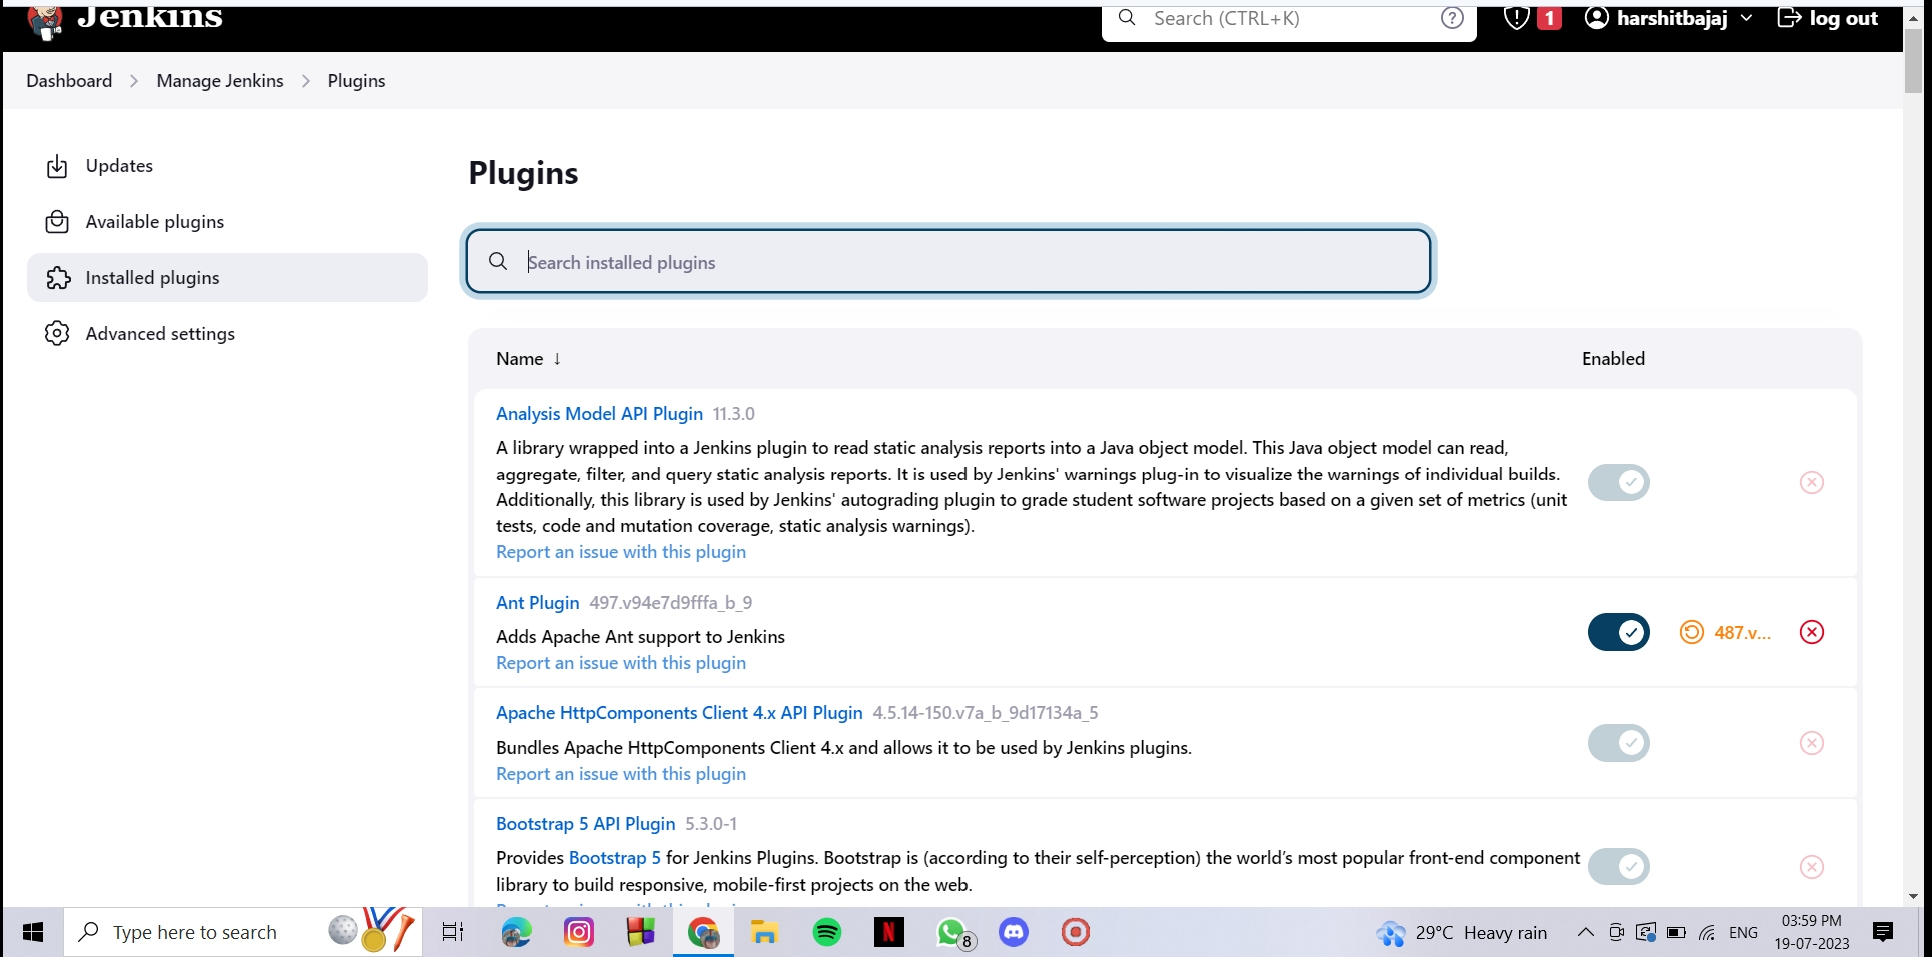 Jenkins
Search (CTRL+K)
1
harshitbajaj
log out
Dashboard
Manage Jenkins
Plugins
Updates
Available plugins
Installed plugins
Advanced settings
Plugins
Search installed plugins
Name ↓
Enabled
Analysis Model API Plugin 11.3.0
A library wrapped into a Jenkins plugin to read static analysis reports into a Java object model. This Java object model can read,
aggregate, filter, and query static analysis reports. It is used by Jenkins' warnings plug-in to visualize the warnings of individual builds.
Additionally, this library is used by Jenkins' autograding plugin to grade student software projects based on a given set of metrics (unit
tests, code and mutation coverage, static analysis warnings).
Report an issue with this plugin
Ant Plugin 497.v94e7d9fffa_b_9
Adds Apache Ant support to Jenkins
Report an issue with this plugin
487.v...
Apache HttpComponents Client 4.x API Plugin 4.5.14-150.v7a_b_9d17134a_5
Bundles Apache HttpComponents Client 4.x and allows it to be used by Jenkins plugins.
Report an issue with this plugin
Bootstrap 5 API Plugin 5.3.0-1
Provides Bootstrap 5 for Jenkins Plugins. Bootstrap is (according to their self-perception) the world's most popular front-end component
library to build responsive, mobile-first projects on the web.
Type here to search
8
29°C Heavy rain
ENG
03:59 PM
19-07-2023